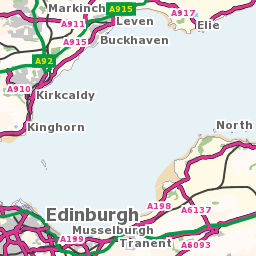 Markinch
A915
A917
Leven
Elie
A911
A915
Buckhaven
A92
A910
Kirkcaldy
Kinghorn
North
A198
Edinburgh
A6137
Musselburgh
A199
Tranent
A6093